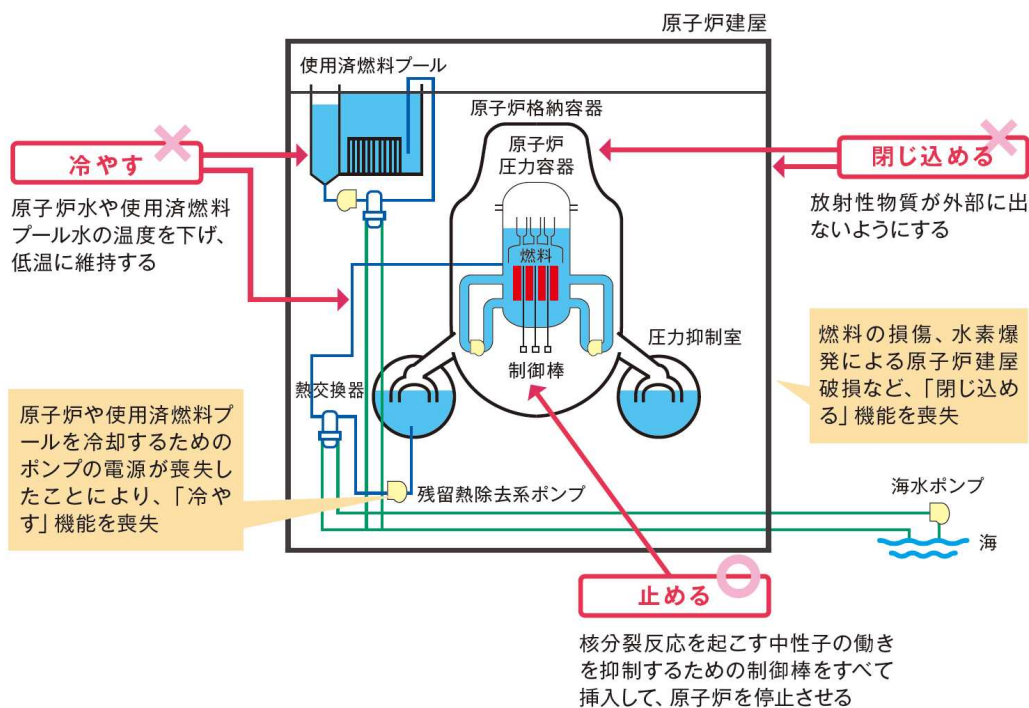 原子炉建屋
使用済燃料プール
原子炉格納容器
原子炉
圧力容器
燃料
制御棒
圧力抑制室
熱交換器
残留熱除去系ポンプ
海水ポンプ
海
冷やす
原子炉水や使用済燃料
プール水の温度を下げ、
低温に維持する
閉じ込める
放射性物質が外部に出
ないようにする
燃料の損傷、水素爆
発による原子炉建屋
破損など、「閉じ込め
る」機能を喪失
原子炉や使用済燃料プ
ールを冷却するための
ポンプの電源が喪失し
たことにより、「冷や
す」機能を喪失
止める
核分裂反応を起こす中性子の働き
を抑制するための制御棒をすべて
挿入して、原子炉を停止させる